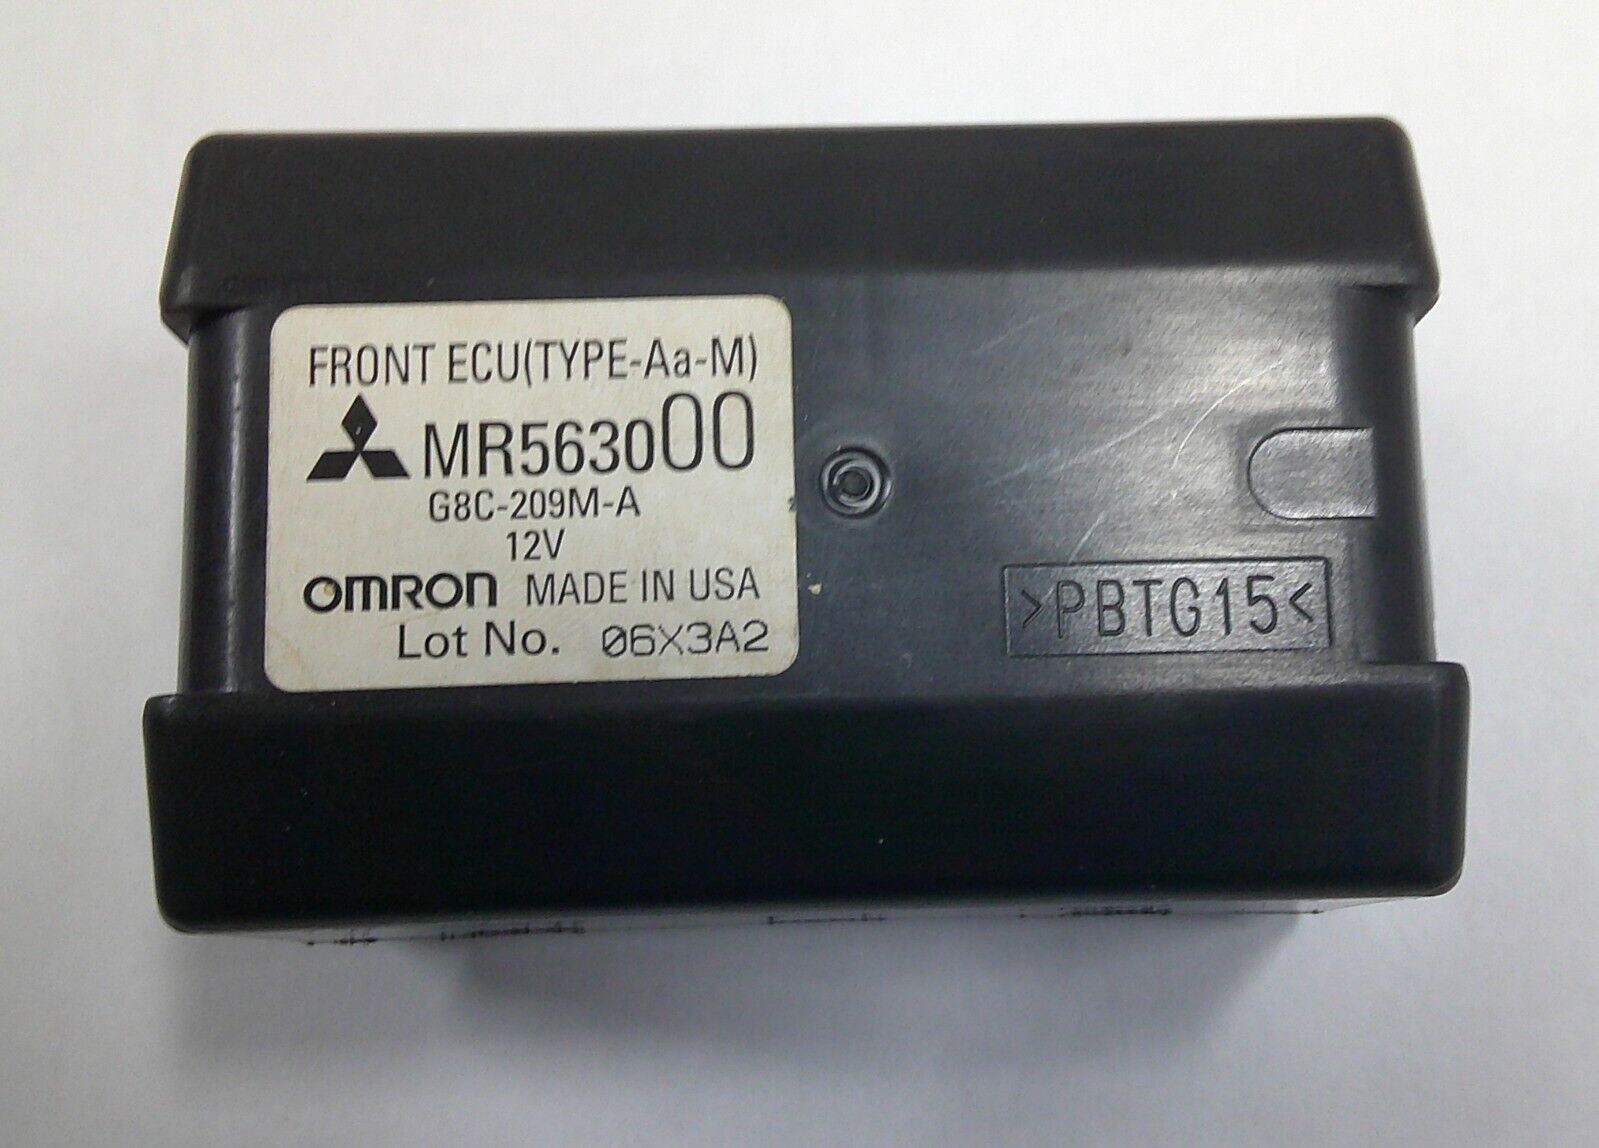 FRONT ECU(TYPE-Aa-M)
MR563000
G8C-209M-A
12V
OMRON MADE IN USA
Lot No. 06X3A2
>PBTG15<